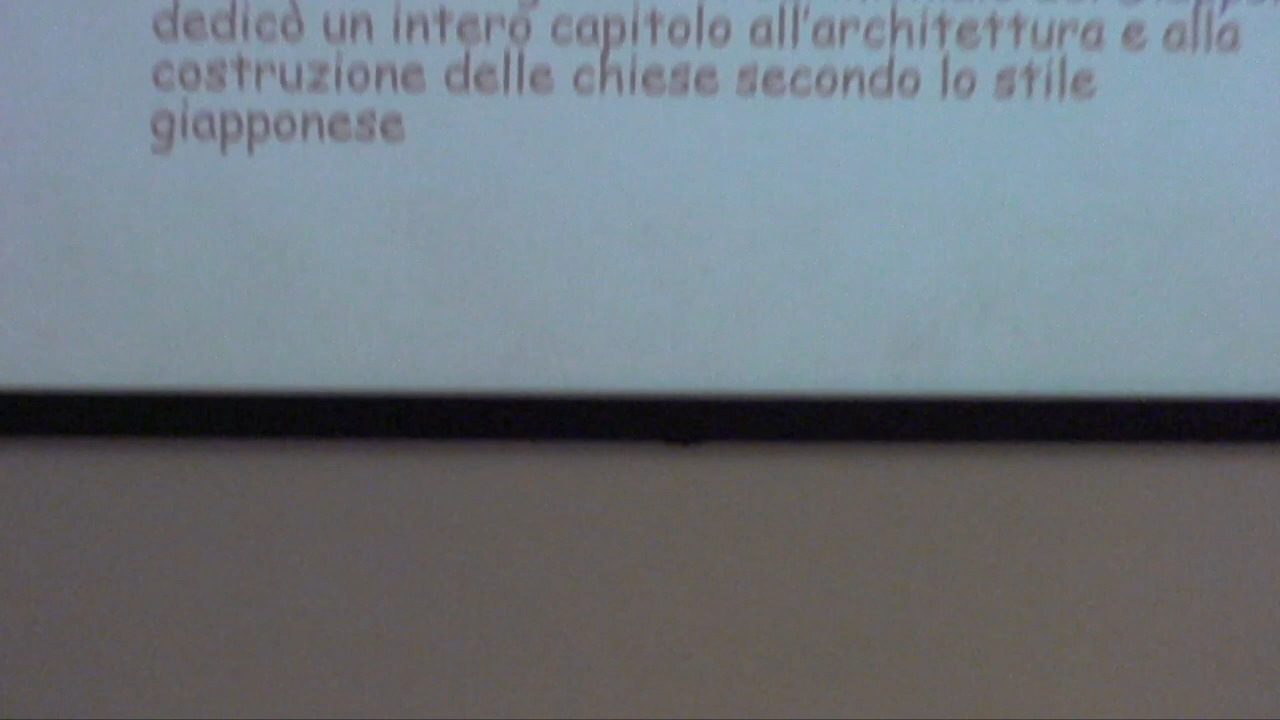 dedicò un intero capitolo all'architettura e alla
costruzione delle chiese secondo lo stile
giapponese